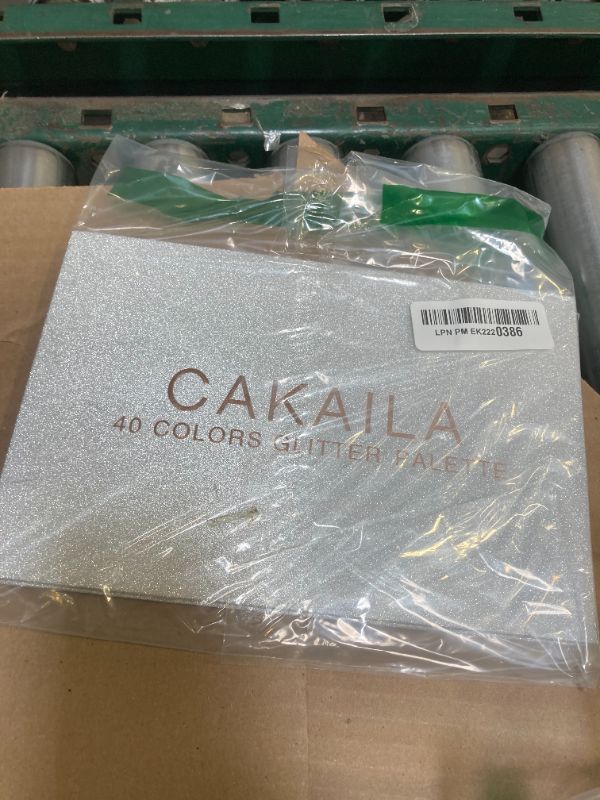 LPN PM EK2220386
CAKAILA
40 COLORS GLITTER PALETTE